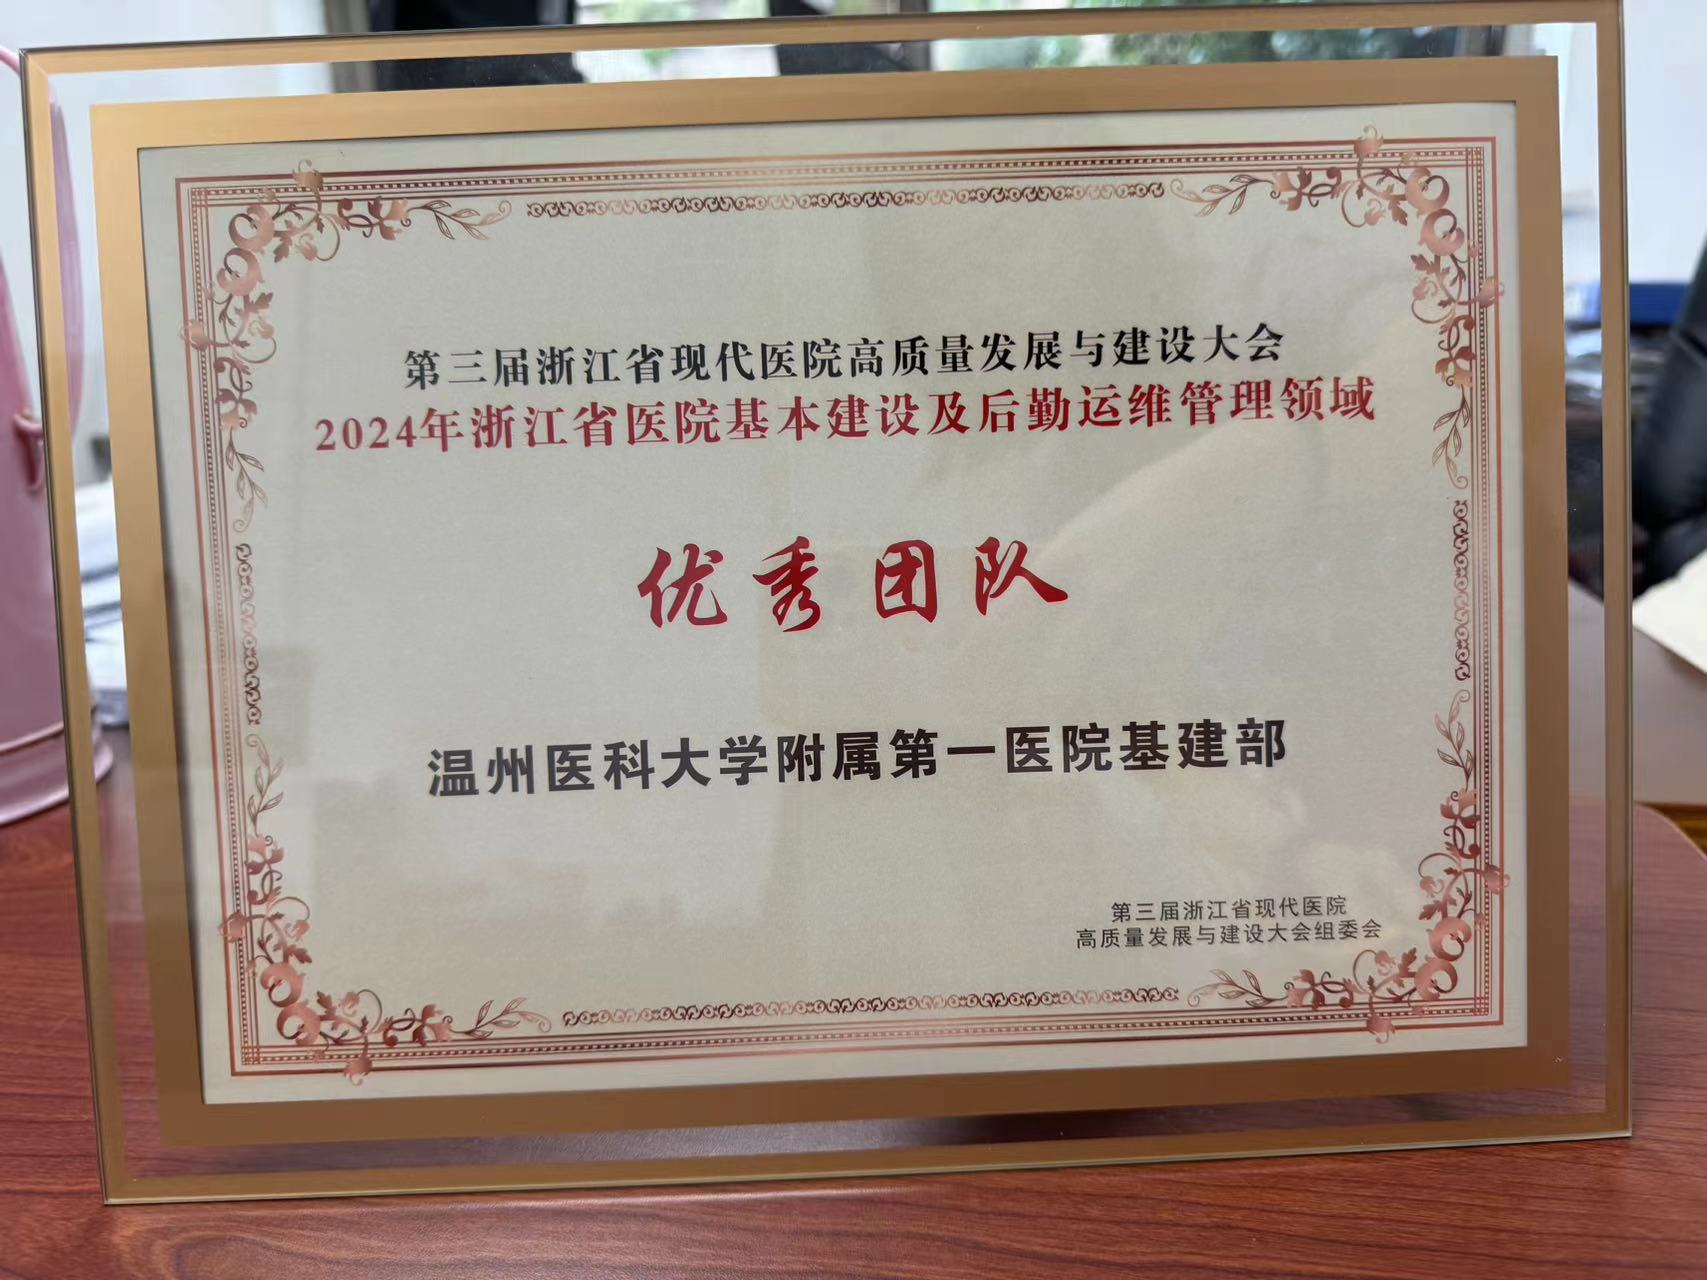 第三届浙江省现代医院高质量发展与建设大会
2024年浙江省医院基本建设及后勤运维管理领域
优秀团队
温州医科大学附属第一医院基建部
第三届浙江省现代医院
高质量发展与建设大会组委会